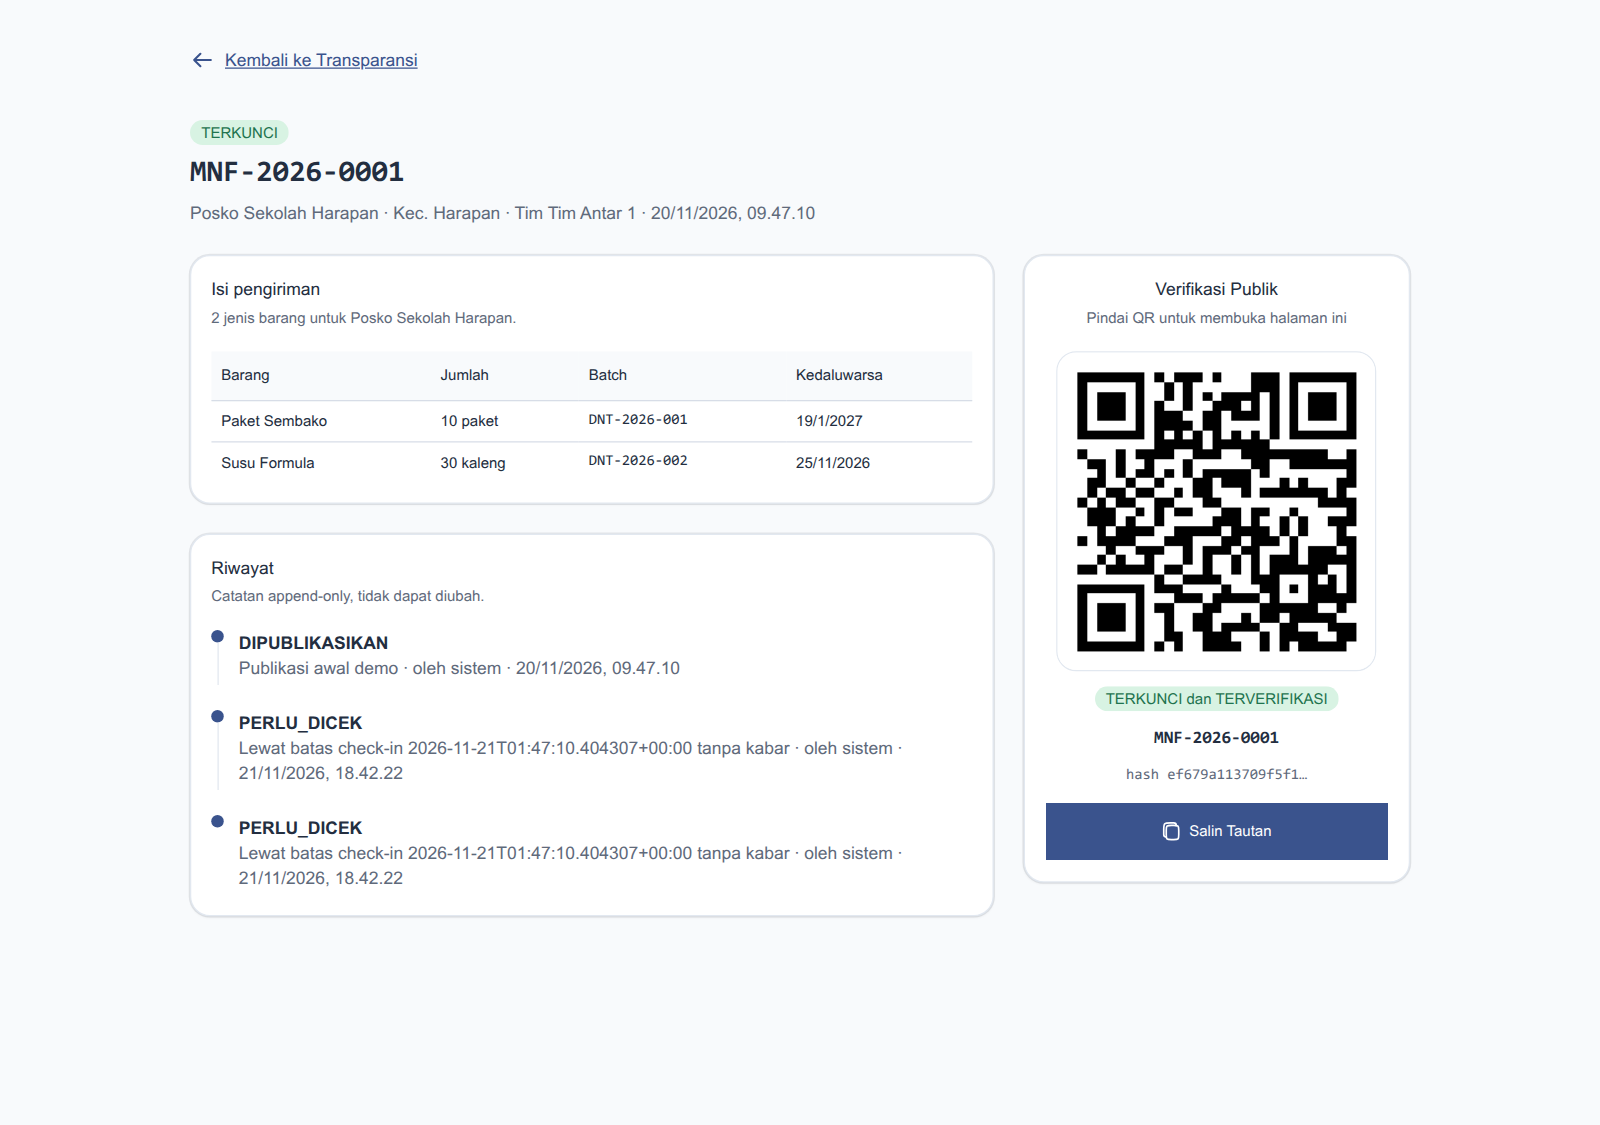 Kembali ke Transparansi
TERKUNCI
MNF-2026-0001
Posko Sekolah Harapan · Kec. Harapan · Tim Tim Antar 1 · 20/11/2026, 09.47.10
Isi pengiriman
2 jenis barang untuk Posko Sekolah Harapan.
Barang Jumlah Batch Kedaluwarsa
Paket Sembako 10 paket DNT-2026-001 19/1/2027
Susu Formula 30 kaleng DNT-2026-002 25/11/2026
Riwayat
Catatan append-only, tidak dapat diubah.
DIPUBLIKASIKAN
Publikasi awal demo · oleh sistem · 20/11/2026, 09.47.10
PERLU_DICEK
Lewat batas check-in 2026-11-21T01:47:10.404307+00:00 tanpa kabar · oleh sistem ·
21/11/2026, 18.42.22
PERLU_DICEK
Lewat batas check-in 2026-11-21T01:47:10.404307+00:00 tanpa kabar · oleh sistem ·
21/11/2026, 18.42.22
Verifikasi Publik
Pindai QR untuk membuka halaman ini
TERKUNCI dan TERVERIFIKASI
MNF-2026-0001
hash ef679a113709f5f1…
Salin Tautan